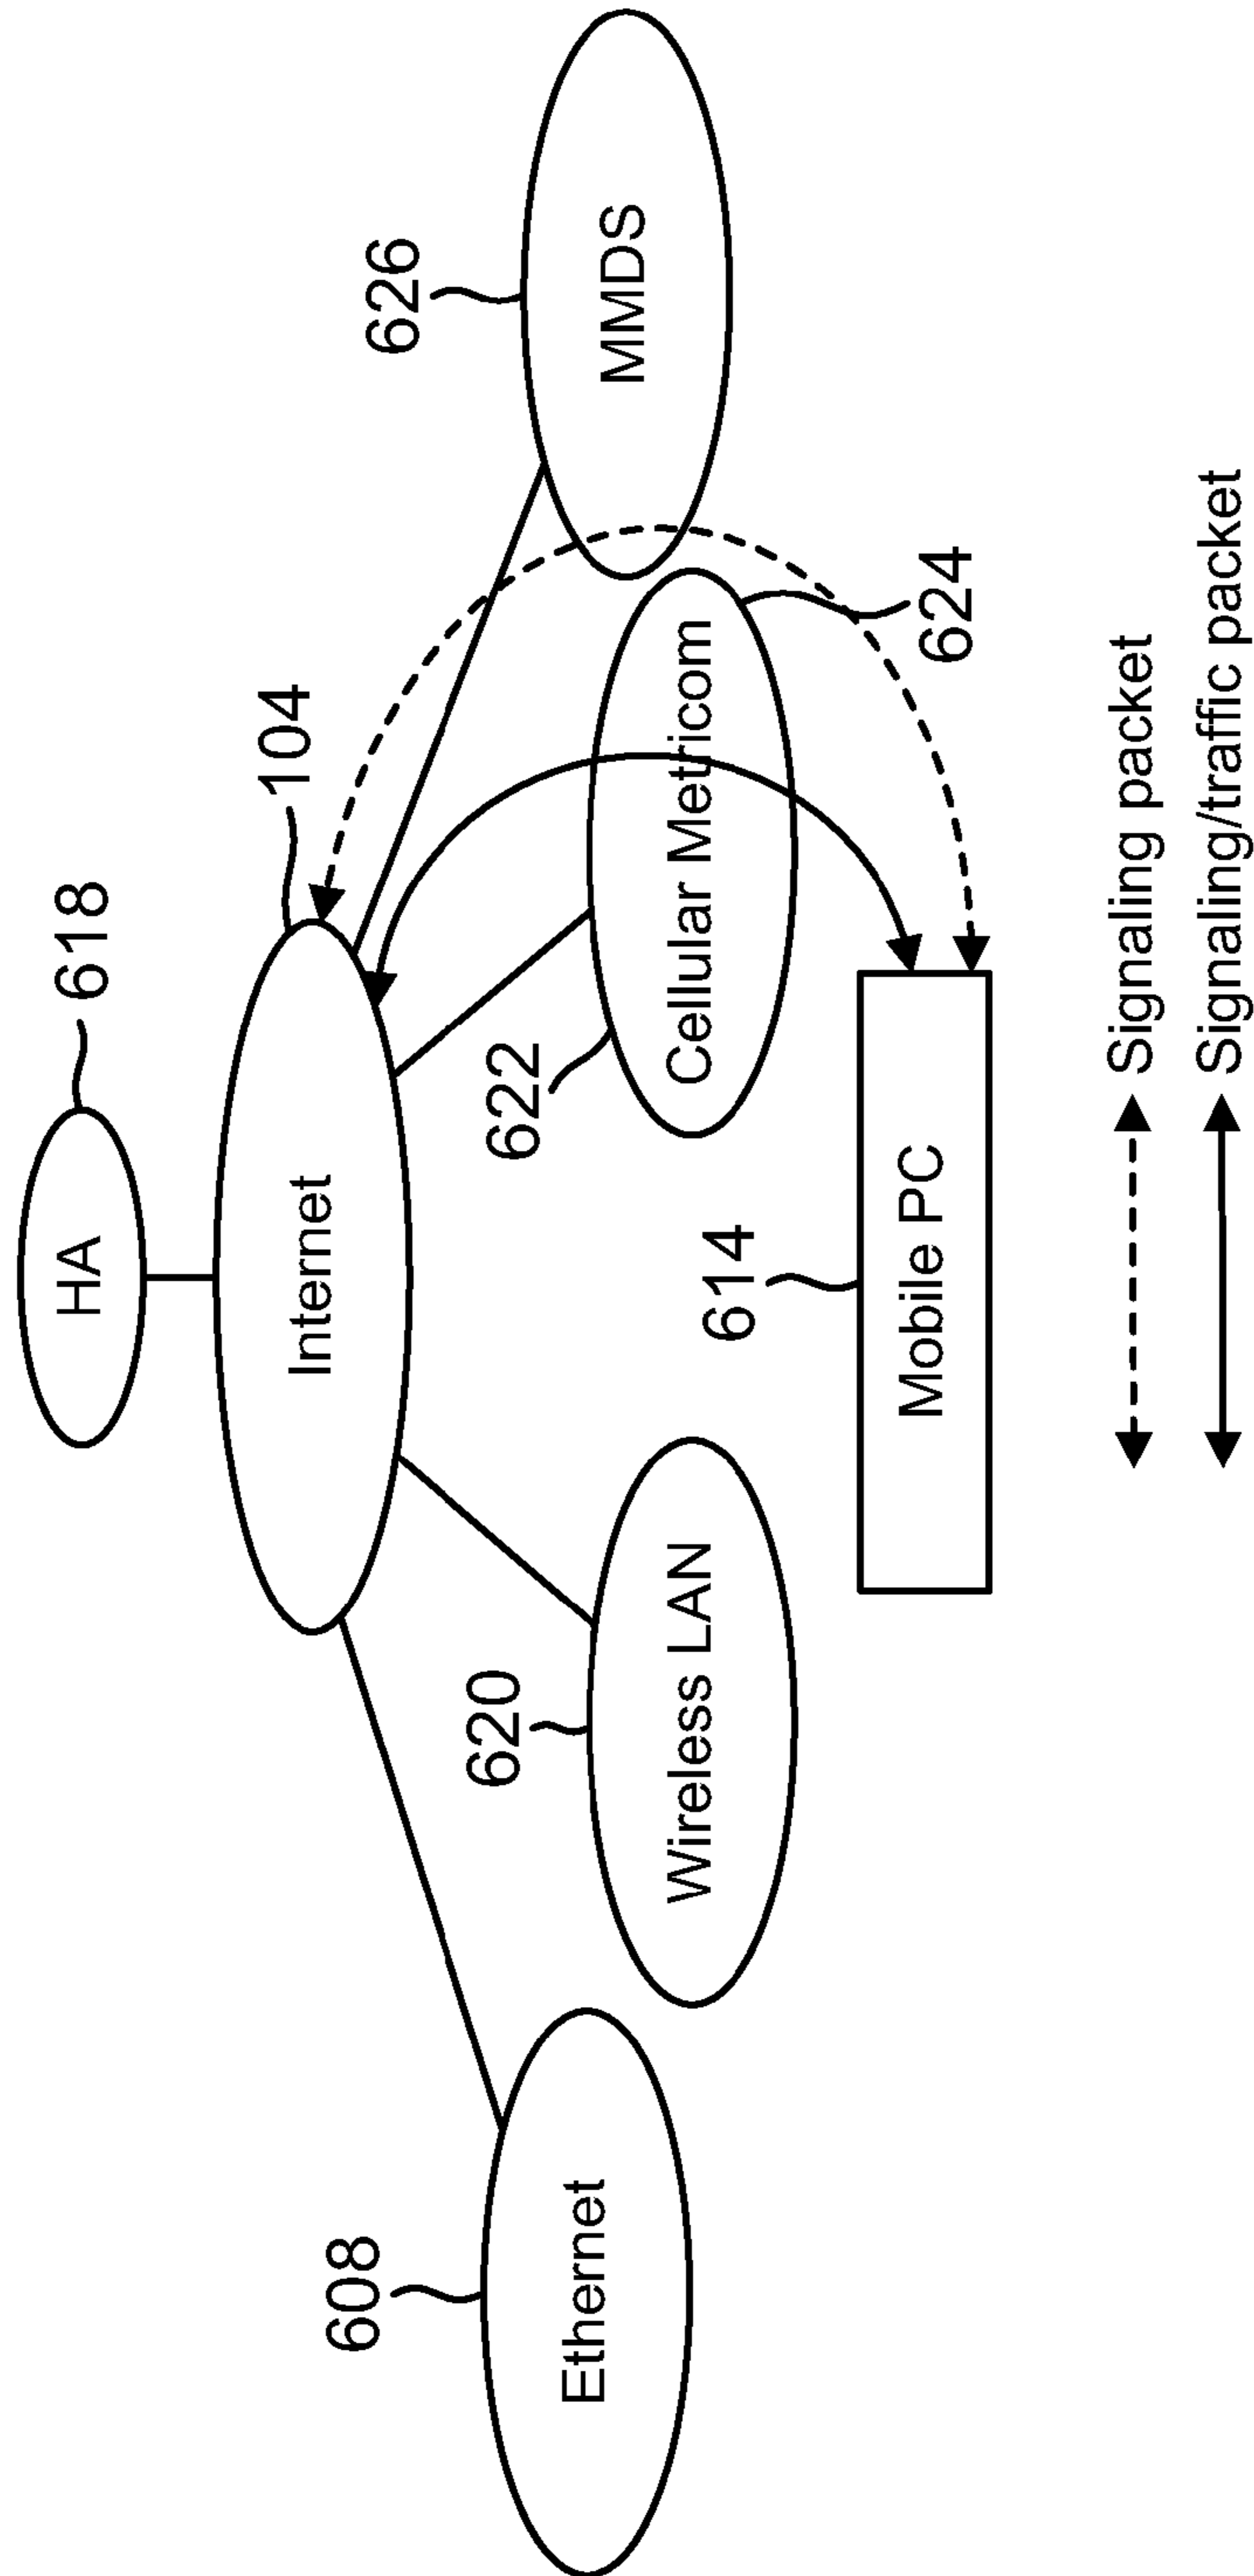 HA
618
Internet
104
608
Ethernet
620
Wireless LAN
622
Cellular Metricom
624
626
MMDS
614
Mobile PC
Signaling packet
Signaling/traffic packet